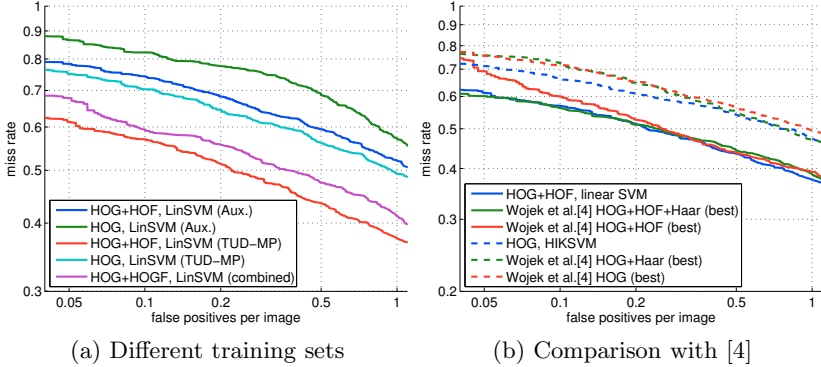 1
0.9
0.8
0.7
0.6
0.5
0.4
0.3
miss rate
0.05
0.1
0.2
0.5
1
false positives per image
HOG+HOF, LinSVM (Aux.)
HOG, LinSVM (Aux.)
HOG+HOF, LinSVM (TUD−MP)
HOG, LinSVM (TUD−MP)
HOG+HOGF, LinSVM (combined)
(a) Different training sets
1
0.9
0.8
0.7
0.6
0.5
0.4
0.3
0.2
miss rate
0.05
0.1
0.2
0.5
1
false positives per image
HOG+HOF, linear SVM
Wojek et al.[4] HOG+HOF+Haar (best)
Wojek et al.[4] HOG+HOF (best)
HOG, HIKSVM
Wojek et al.[4] HOG+Haar (best)
Wojek et al.[4] HOG (best)
(b) Comparison with [4]